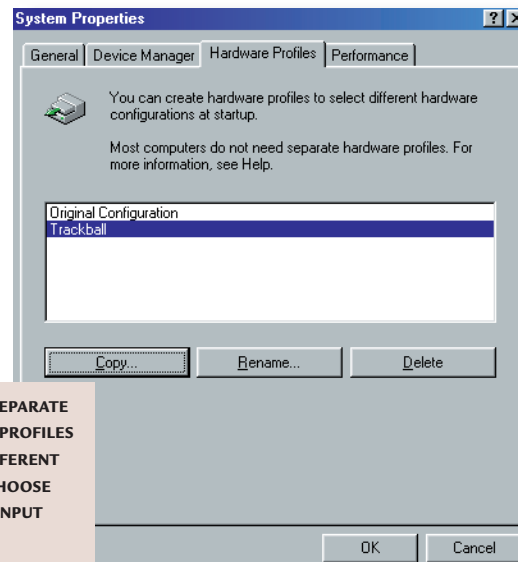 System Properties
General Device Manager Hardware Profiles Performance
You can create hardware profiles to select different hardware
configurations at startup.
Most computers do not need separate hardware profiles. For
more information, see Help.
Original Configuration
Trackball
Copy... Rename... Delete
PROFILES
OK Cancel